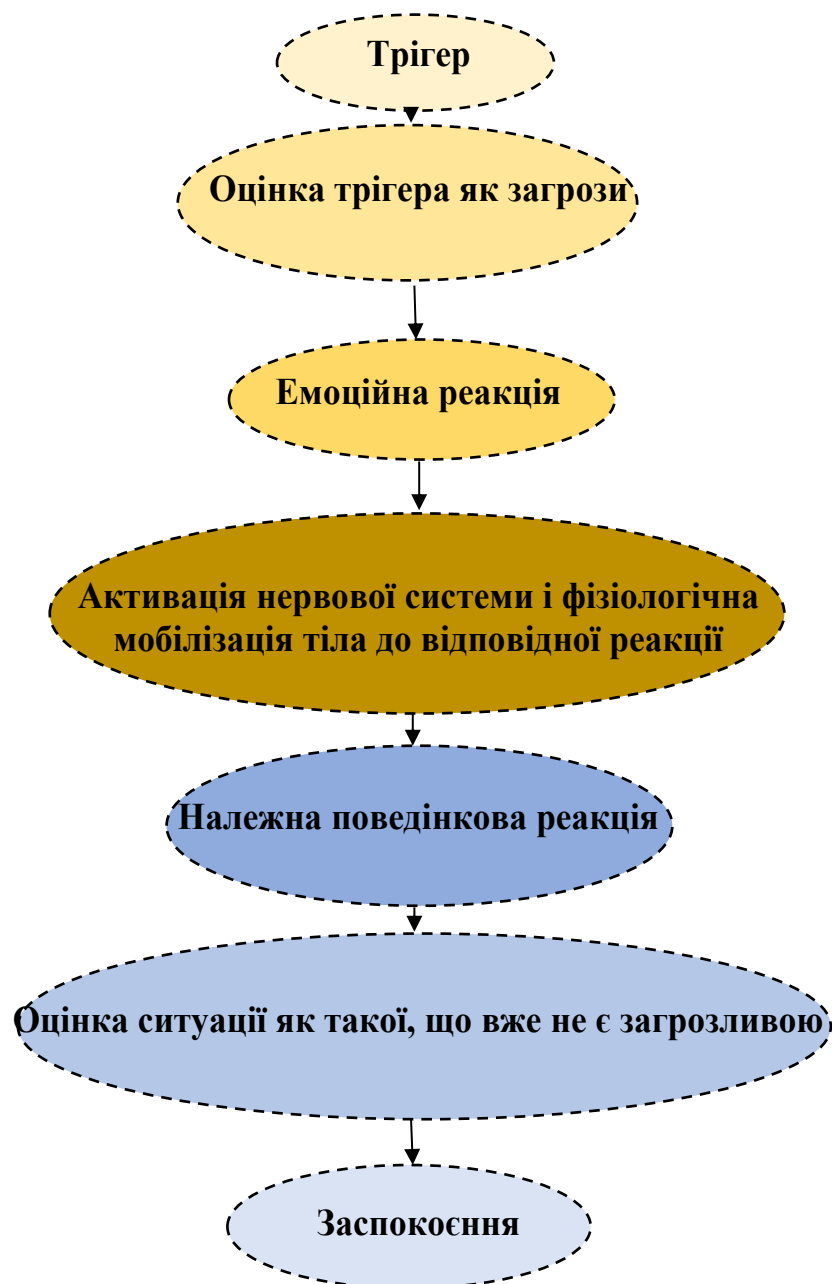 Трігер
Оцінка трігера як загрози
Емоційна реакція
Активація нервової системи і фізіологічна
мобілізація тіла до відповідної реакції
Належна поведінкова реакція
Оцінка ситуації як такої, що вже не є загрозливою
Заспокоєння